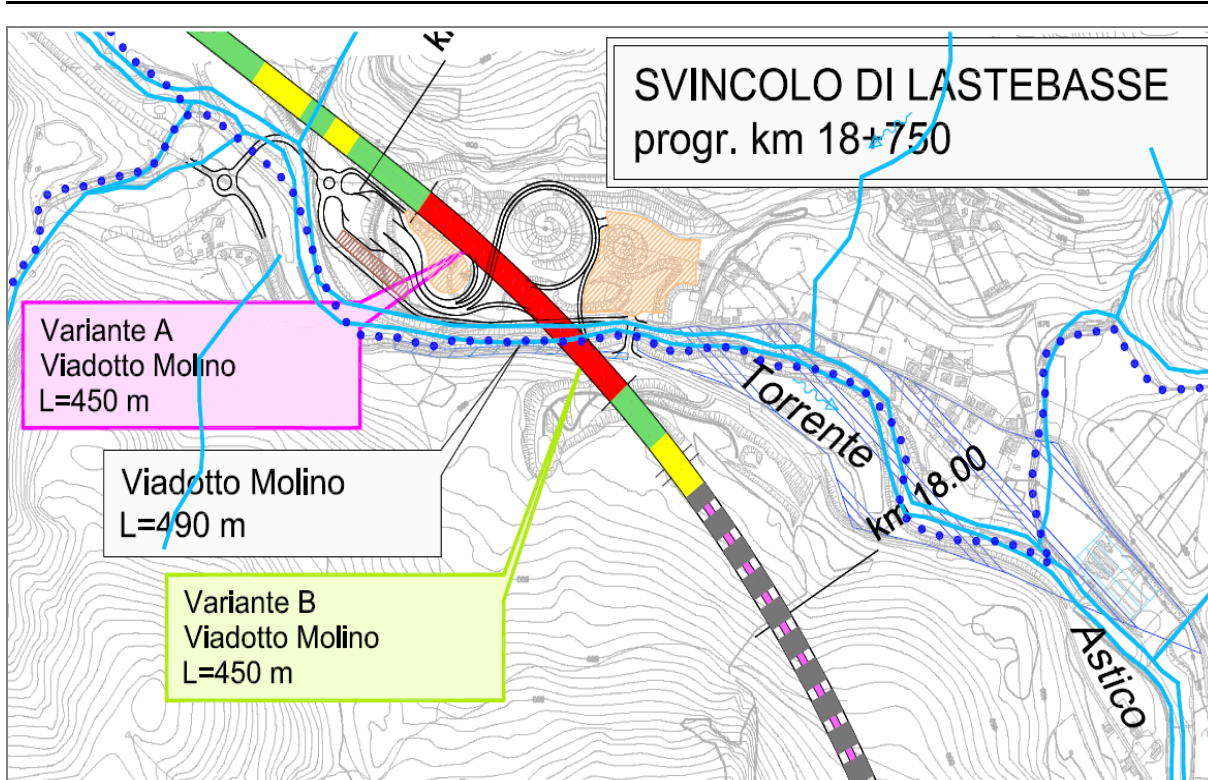 SVINCOLO DI LASTEBASSE
progr. km 18+750
Variante A
Viadotto Molino
L=450 m
Viadotto Molino
L=490 m
Variante B
Viadotto Molino
L=450 m
Torrente
km 18.00
Astico